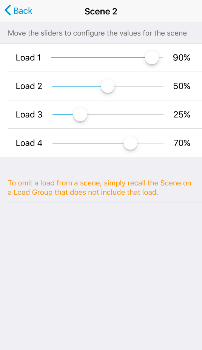 Back
Scene 2
Move the sliders to configure the values for the scene
Load 1 90%
Load 2 50%
Load 3 25%
Load 4 70%
To omit a load from a scene, simply recall the Scene on
a Load Group that does not include that load.